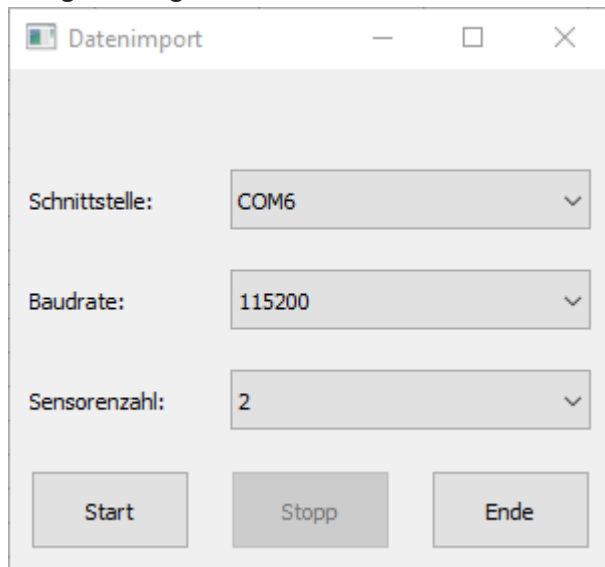 Datenimport
Schnittstelle: COM6
Baudrate: 115200
Sensorenzahl: 2
Start Stopp Ende